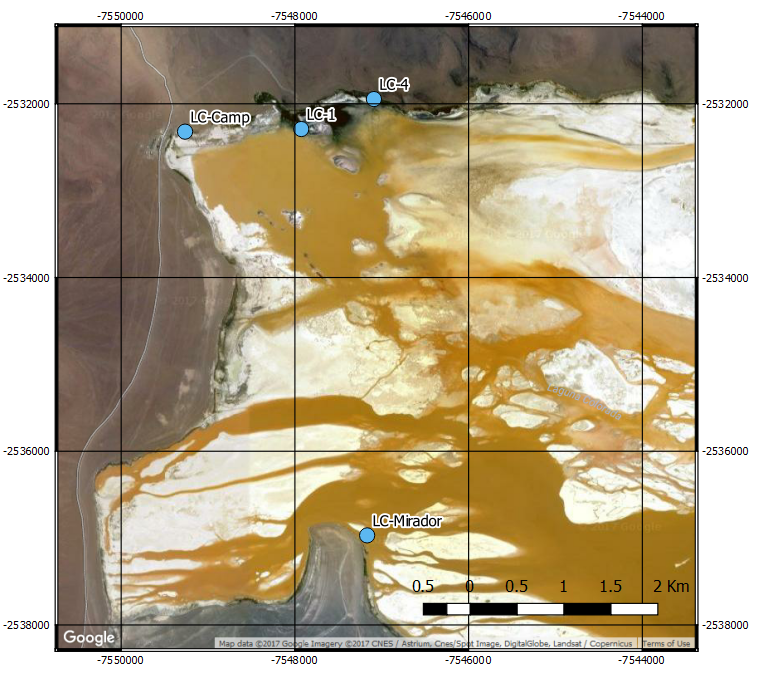 -7550000 -7548000 -7546000 -7544000
LC-4
-2532000 -2532000
LC-Camp LC-1
-2534000 -2534000
-2536000 -2536000
LC-Mirador
0.5 0 0.5 1 1.5 2 Km
-2538000 -2538000
Google
Map data ©2017 Google Imagery ©2017 CNES / Astrium, Cnes/Spot Image, DigitalGlobe, Landsat / Copernicus Terms of Use
-7550000 -7548000 -7546000 -7544000